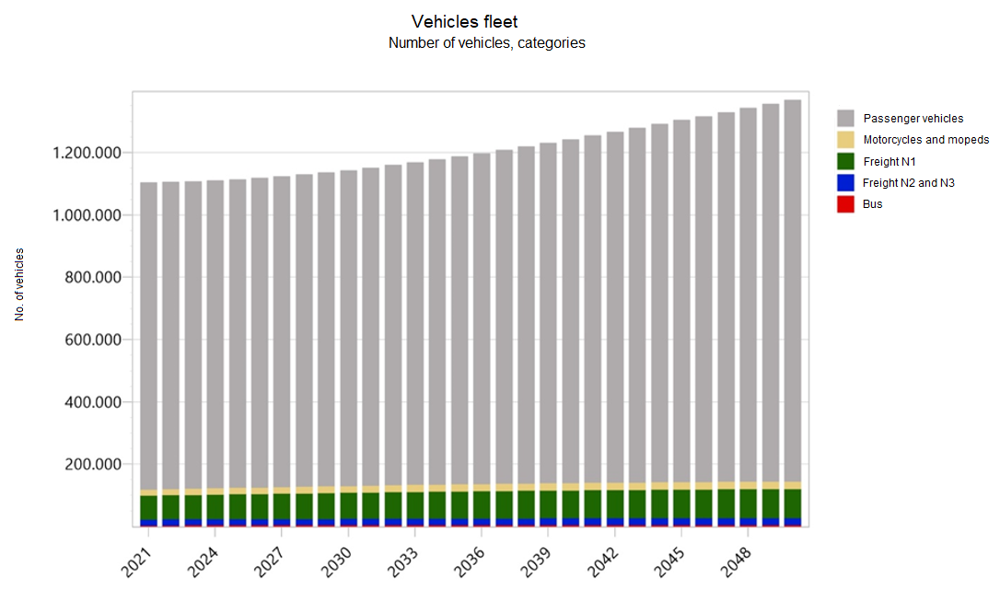 Vehicles fleet
Number of vehicles, categories
No. of vehicles
1.200.000
1.000.000
800.000
600.000
400.000
200.000
2021
2024
2027
2030
2033
2036
2039
2042
2045
2048
Passenger vehicles
Motorcycles and mopeds
Freight N1
Freight N2 and N3
Bus